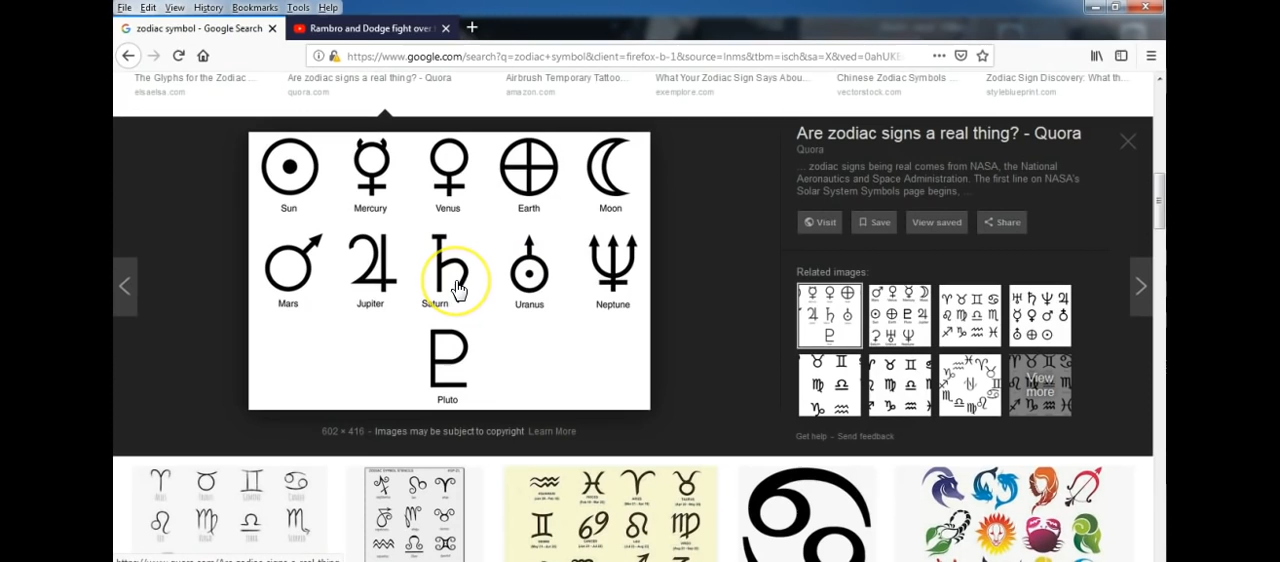 File Edit View History Bookmarks Tools Help
zodiac symbol - Google Search
Rambro and Dodge fight over
https://www.google.com/search?q=zodiac+symbol&client=firefox-b-1&source=lnms&tbm=isch&sa=X&ved=0ahUK
The Glyphs for the Zodiac ...
elsaelsa.com
Are zodiac signs a real thing? - Quora
quora.com
Airbrush Temporary Tattoo...
amazon.com
What Your Zodiac Sign Says Abou...
exemplore.com
Chinese Zodiac Symbols ...
vectorstock.com
Zodiac Sign Discovery: What th...
styleblueprint.com
Sun Mercury Venus Earth Moon
Mars Jupiter Saturn Uranus Neptune
Pluto
602 × 416 - Images may be subject to copyright Learn More
Are zodiac signs a real thing? - Quora
Quora
... zodiac signs being real comes from NASA, the National
Aeronautics and Space Administration. The first line on NASA's
Solar System Symbols page begins, ...
Visit Save View saved Share
Related images:
View
more
Get help - Send feedback